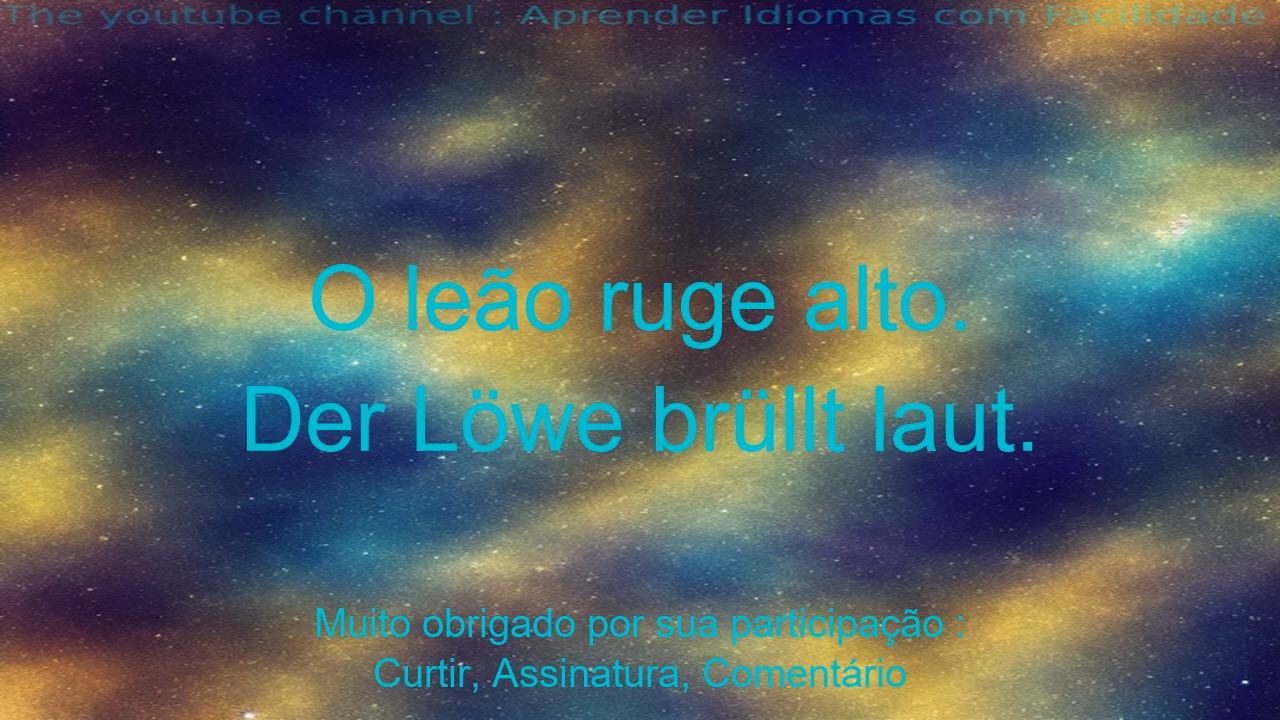 The youtube channel : Aprender Idiomas com Facilidade
O leão ruge alto.
Der Löwe brüllt laut.
Muito obrigado por sua participação :
Curtir, Assinatura, Comentário